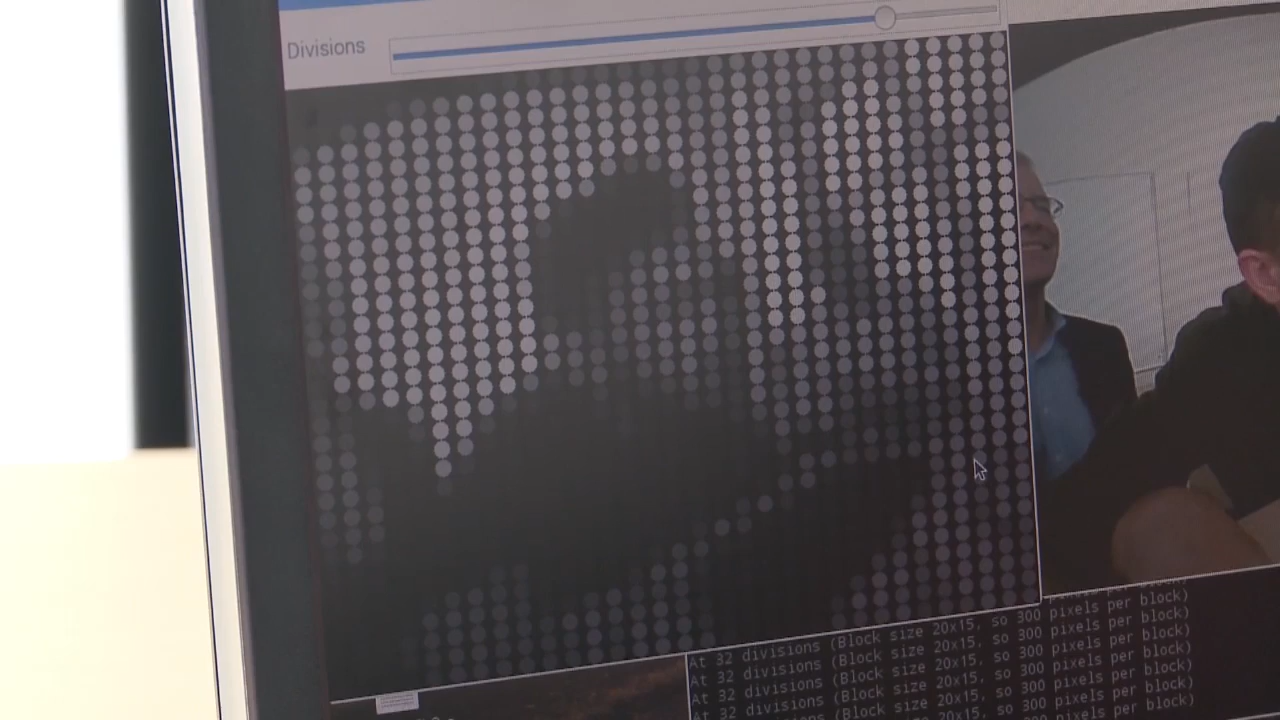 Divisions
At 32 divisions (Block size 20x15, so 300 pixels per block)
At 32 divisions (Block size 20x15, so 300 pixels per block)
At 32 divisions (Block size 20x15, so 300 pixels per block)
At 32 divisions (Block size 20x15, so 300 pixels per block)
At 32 divisions (Block size 20x15, so 300 pixels per block)